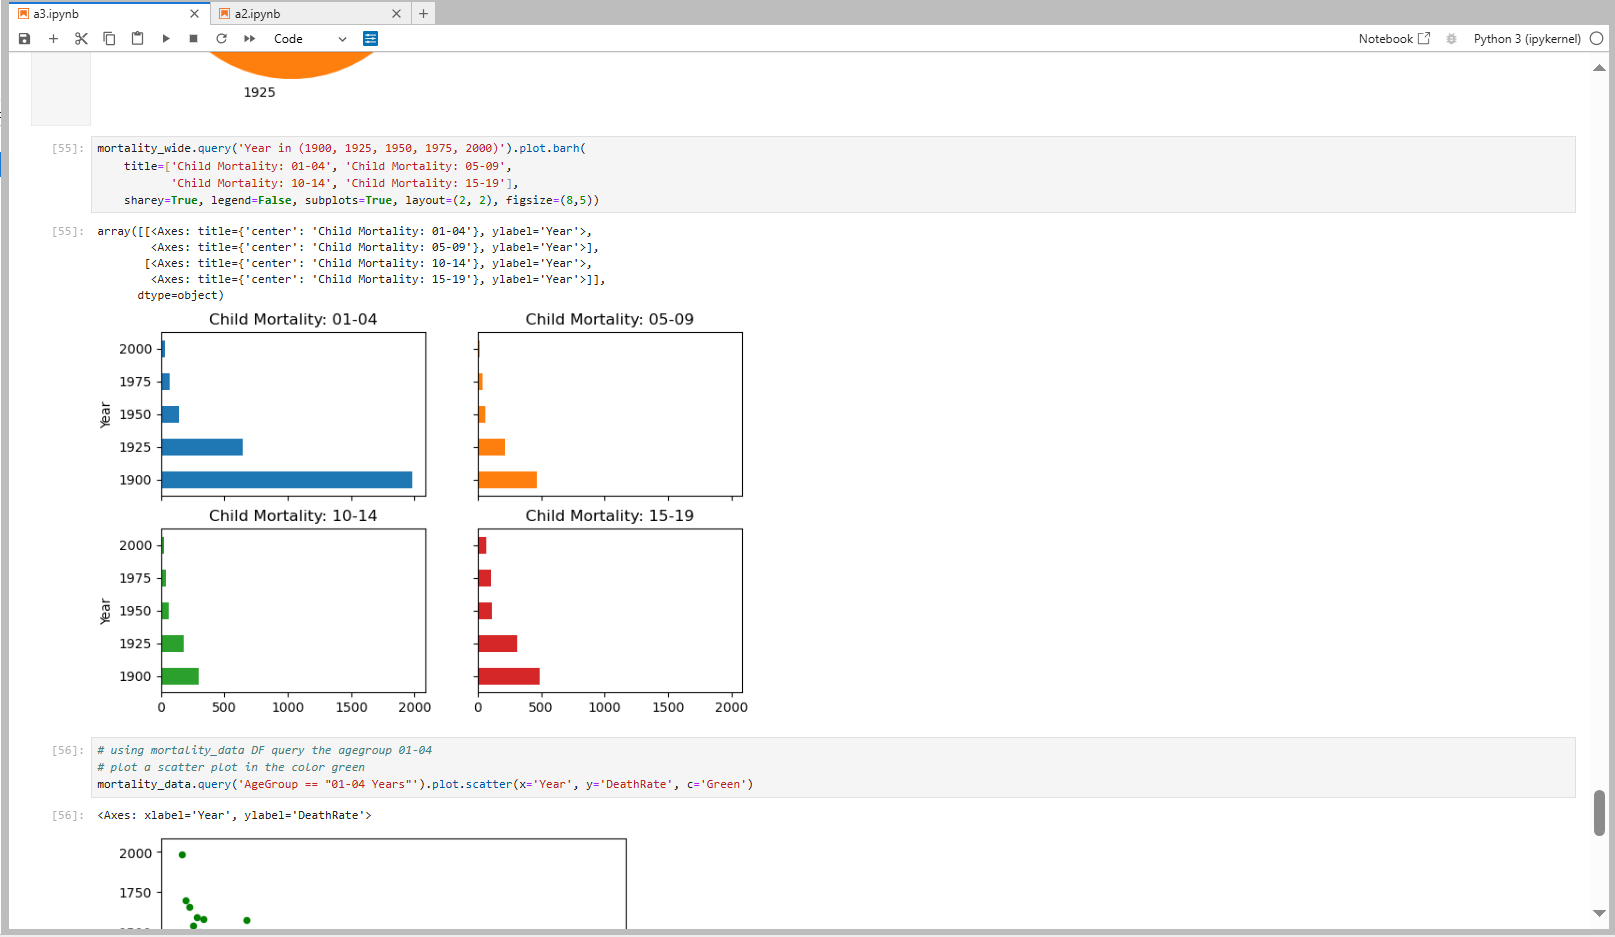 a3.ipynb
a2.ipynb
Code
Notebook
Python 3 (ipykernel)
1925
[55]:
mortality_wide.query('Year in (1900, 1925, 1950, 1975, 2000)').plot.barh(
title=['Child Mortality: 01-04', 'Child Mortality: 05-09',
'Child Mortality: 10-14', 'Child Mortality: 15-19'],
sharey=True, legend=False, subplots=True, layout=(2, 2), figsize=(8,5))
[55]:
array([[<Axes: title={'center': 'Child Mortality: 01-04'}, ylabel='Year'>,
<Axes: title={'center': 'Child Mortality: 05-09'}, ylabel='Year'>],
[<Axes: title={'center': 'Child Mortality: 10-14'}, ylabel='Year'>,
<Axes: title={'center': 'Child Mortality: 15-19'}, ylabel='Year'>]],
dtype=object)
Child Mortality: 01-04
Child Mortality: 05-09
2000
1975
1950
1925
1900
Year
Child Mortality: 10-14
Child Mortality: 15-19
2000
1975
1950
1925
1900
Year
0 500 1000 1500 2000
0 500 1000 1500 2000
[56]:
# using mortality_data DF query the agegroup 01-04
# plot a scatter plot in the color green
mortality_data.query('AgeGroup == "01-04 Years"').plot.scatter(x='Year', y='DeathRate', c='Green')
[56]:
<Axes: xlabel='Year', ylabel='DeathRate'>
2000
1750